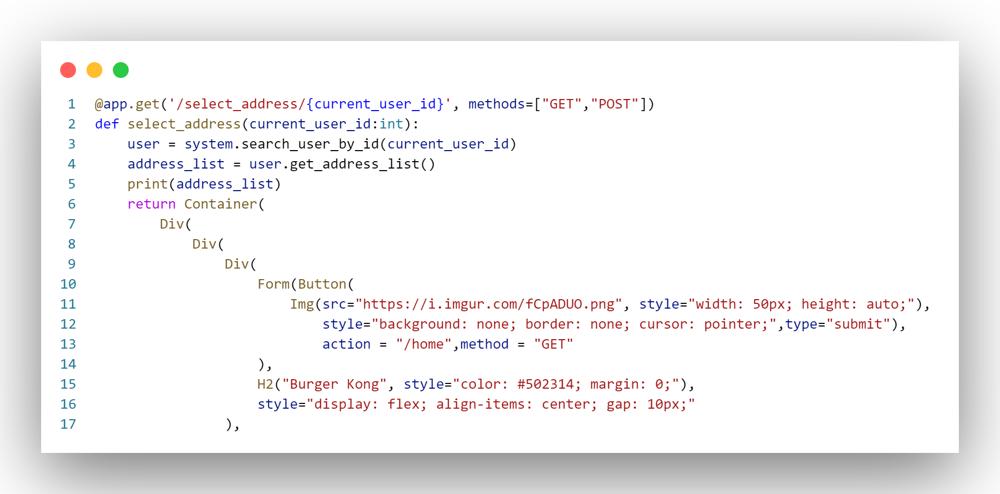 1 @app.get('/select_address/{current_user_id}', methods=["GET","POST"])
2 def select_address(current_user_id:int):
3     user = system.search_user_by_id(current_user_id)
4     address_list = user.get_address_list()
5     print(address_list)
6     return Container(
7         Div(
8             Div(
9                 Div(
10                     Form(Button(
11                         Img(src="https://i.imgur.com/fCpADUO.png", style="width: 50px; height: auto;"),
12                             style="background: none; border: none; cursor: pointer;",type="submit"),
13                             action = "/home",method = "GET"
14                     ),
15                     H2("Burger Kong", style="color: #502314; margin: 0;"),
16                     style="display: flex; align-items: center; gap: 10px;"
17                 ),